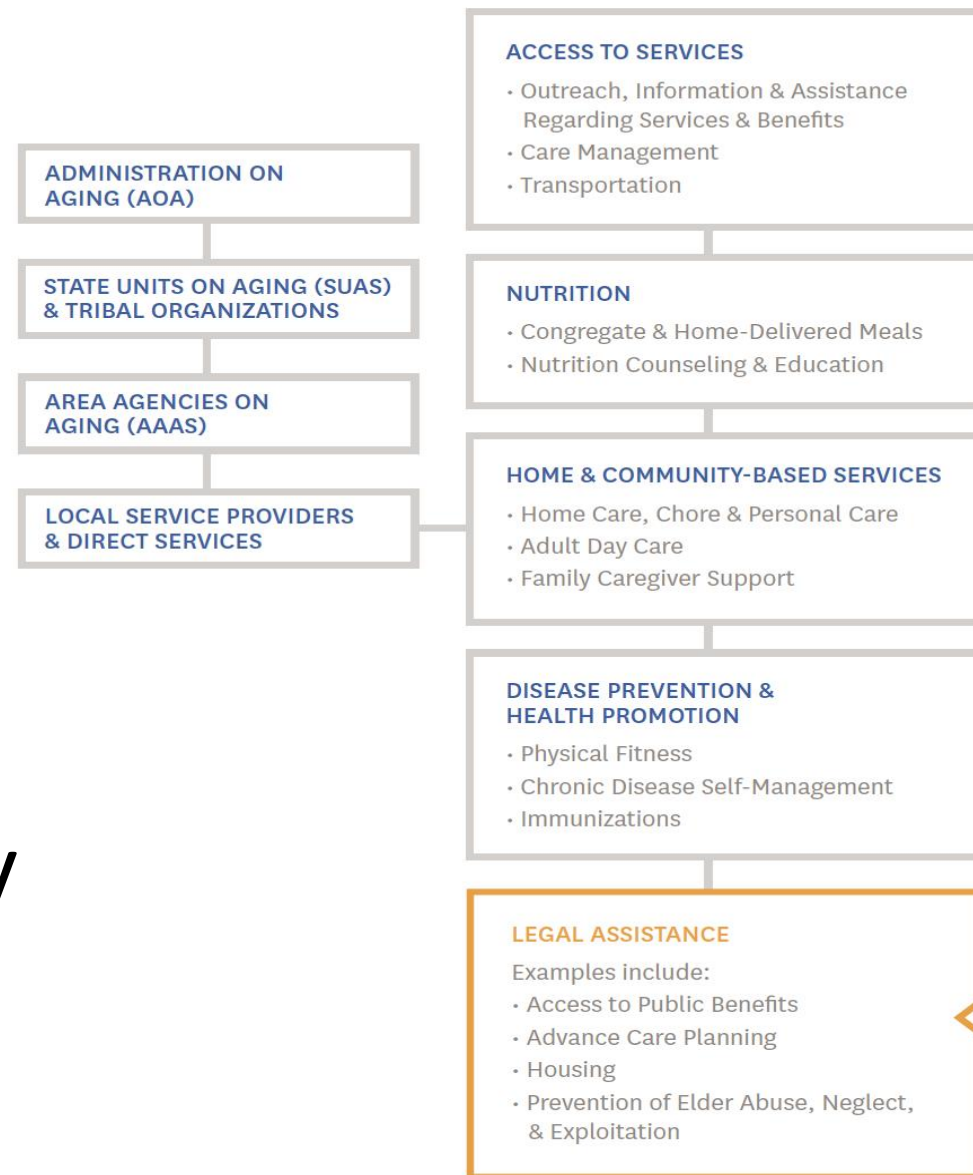 ADMINISTRATION ON
AGING (AOA)
STATE UNITS ON AGING (SUAS)
& TRIBAL ORGANIZATIONS
AREA AGENCIES ON
AGING (AAAS)
LOCAL SERVICE PROVIDERS
& DIRECT SERVICES
ACCESS TO SERVICES
· Outreach, Information & Assistance
Regarding Services & Benefits
· Care Management
· Transportation
NUTRITION
· Congregate & Home-Delivered Meals
· Nutrition Counseling & Education
HOME & COMMUNITY-BASED SERVICES
· Home Care, Chore & Personal Care
· Adult Day Care
· Family Caregiver Support
DISEASE PREVENTION &
HEALTH PROMOTION
· Physical Fitness
· Chronic Disease Self-Management
· Immunizations
LEGAL ASSISTANCE
Examples include:
· Access to Public Benefits
· Advance Care Planning
· Housing
· Prevention of Elder Abuse, Neglect,
& Exploitation